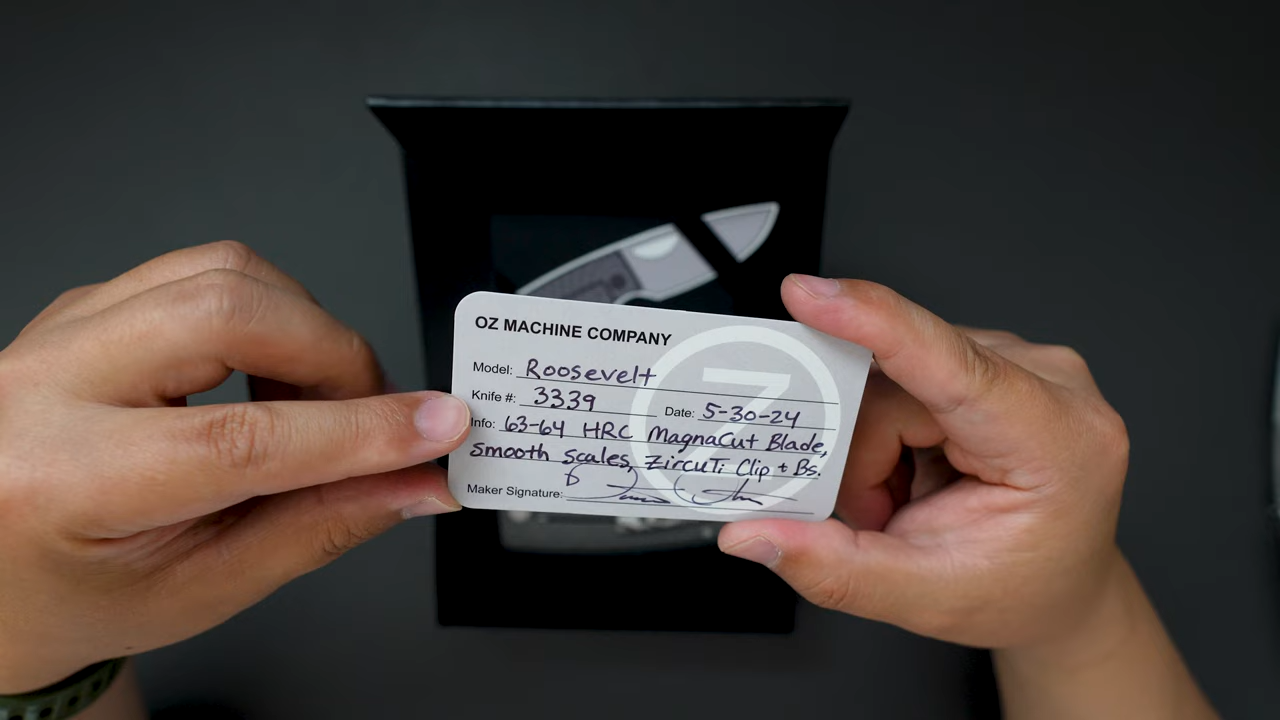 OZ MACHINE COMPANY
Model: Roosevelt
Knife #: 3339 Date: 5-30-24
Info: 63-64 HRC MagnaCut Blade,
Smooth Scales, ZircuTi Clip + Bs.
Maker Signature: